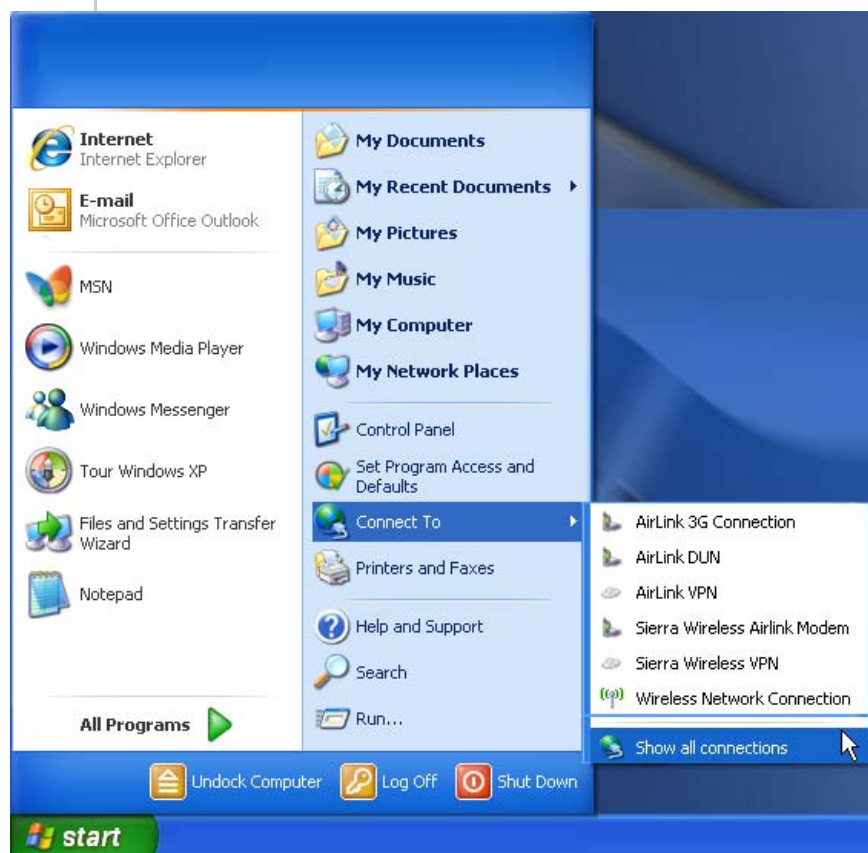 Internet
Internet Explorer
E-mail
Microsoft Office Outlook
MSN
Windows Media Player
Windows Messenger
Tour Windows XP
Files and Settings Transfer
Wizard
Notepad
All Programs
My Documents
My Recent Documents
My Pictures
My Music
My Computer
My Network Places
Control Panel
Set Program Access and
Defaults
Connect To
Printers and Faxes
Help and Support
Search
Run...
AirLink 3G Connection
AirLink DUN
AirLink VPN
Sierra Wireless Airlink Modem
Sierra Wireless VPN
Wireless Network Connection
Show all connections
Undock Computer
Log Off
Shut Down
start